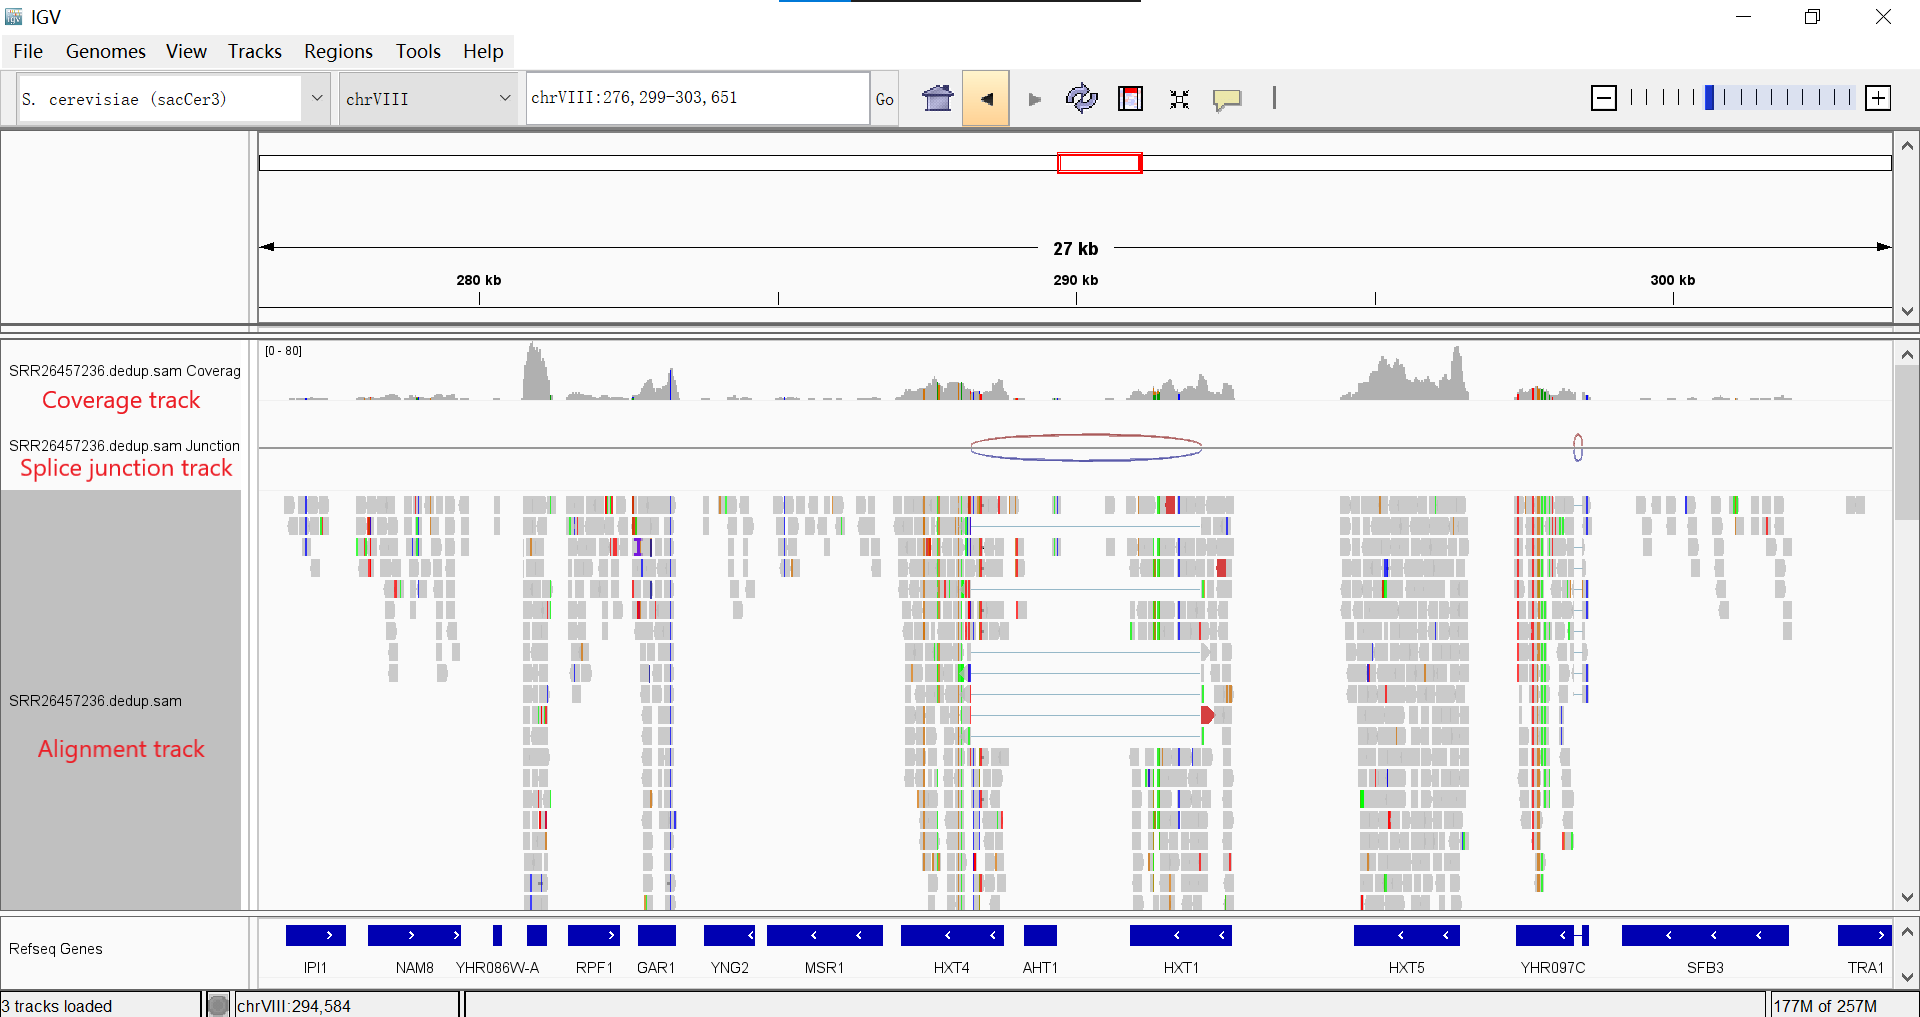 IGV
File Genomes View Tracks Regions Tools Help
S. cerevisiae (sacCer3) chrVIII chrVIII:276,299-303,651 Go
27 kb
280 kb 290 kb 300 kb
[0 - 80]
SRR26457236.dedup.sam Coverag
Coverage track
SRR26457236.dedup.sam Junction
Splice junction track
SRR26457236.dedup.sam
Alignment track
Refseq Genes
IPI1 NAM8 YHR086W-A RPF1 GAR1 YNG2 MSR1 HXT4 AHT1 HXT1 HXT5 YHR097C SFB3 TRA1
3 tracks loaded chrVIII:294,584 177M of 257M